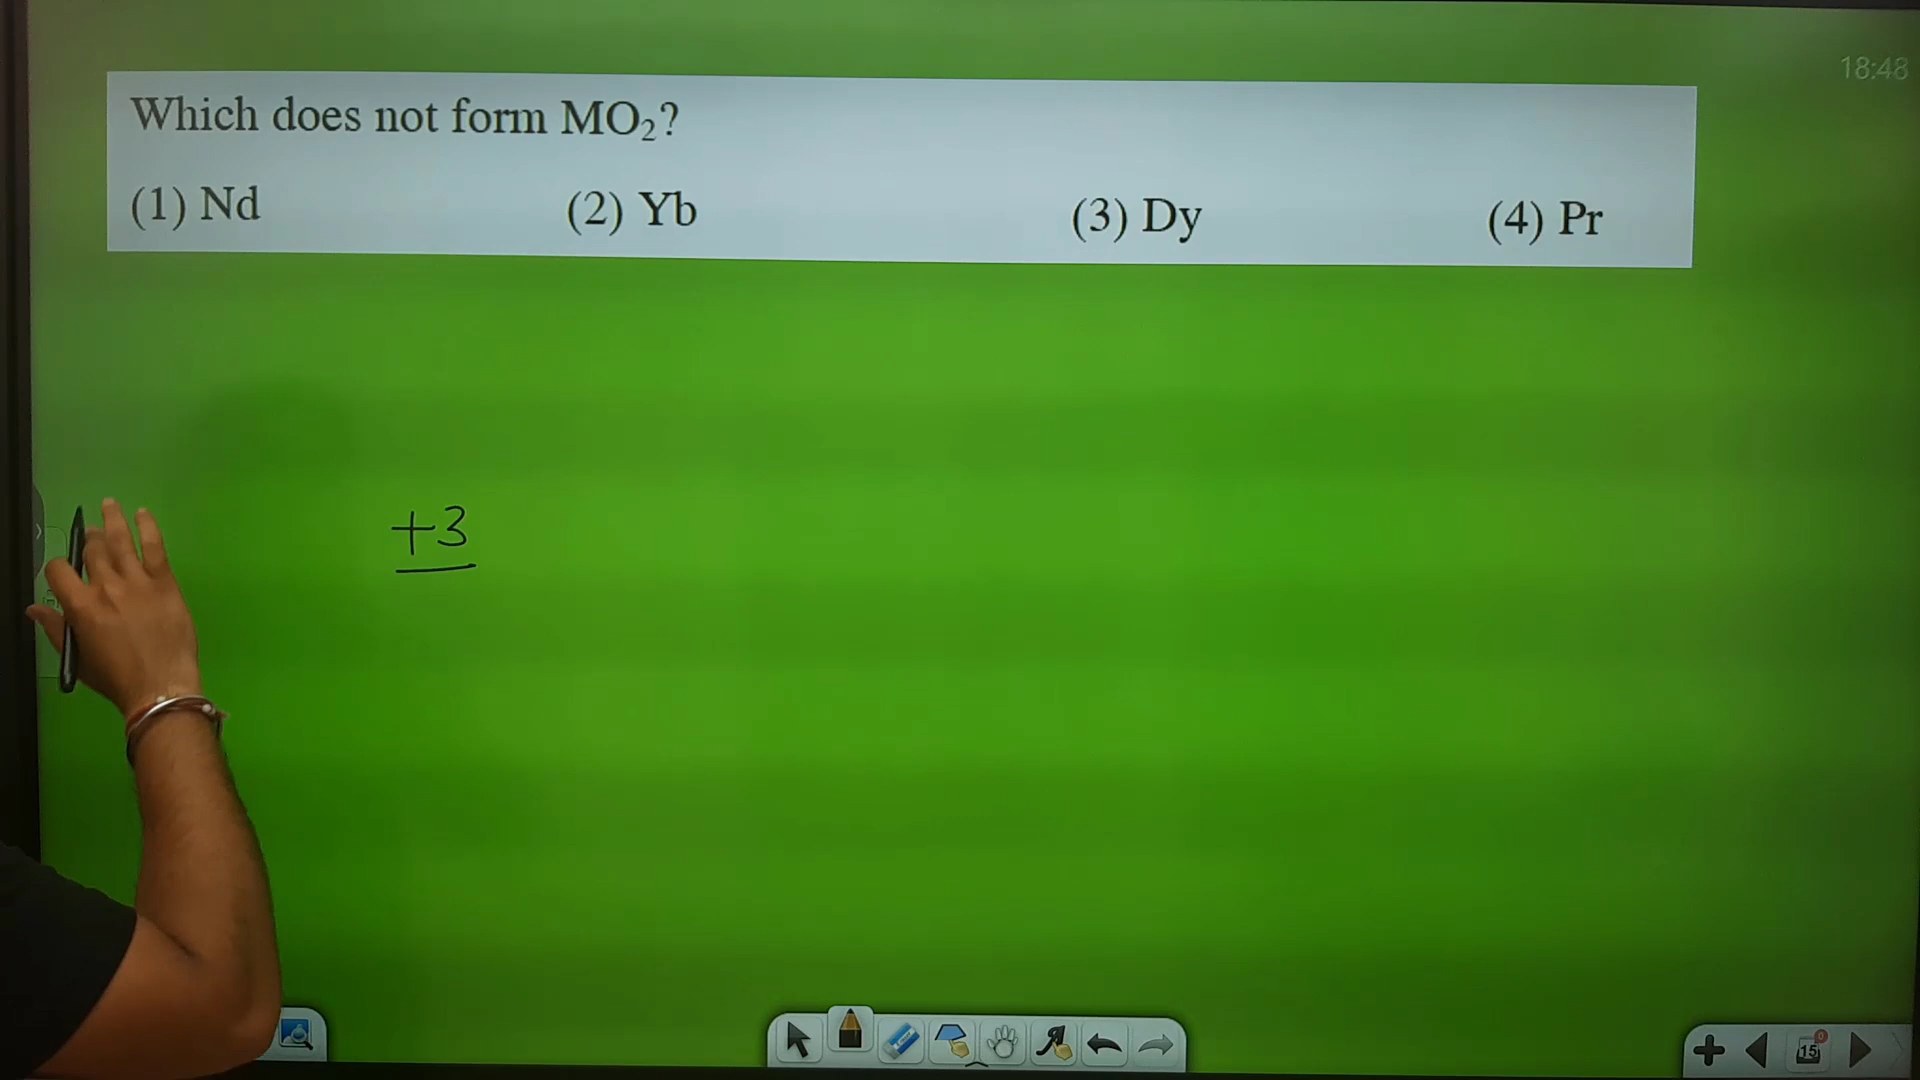 18:48
Which does not form MO₂?
(1) Nd (2) Yb (3) Dy (4) Pr
+3
15